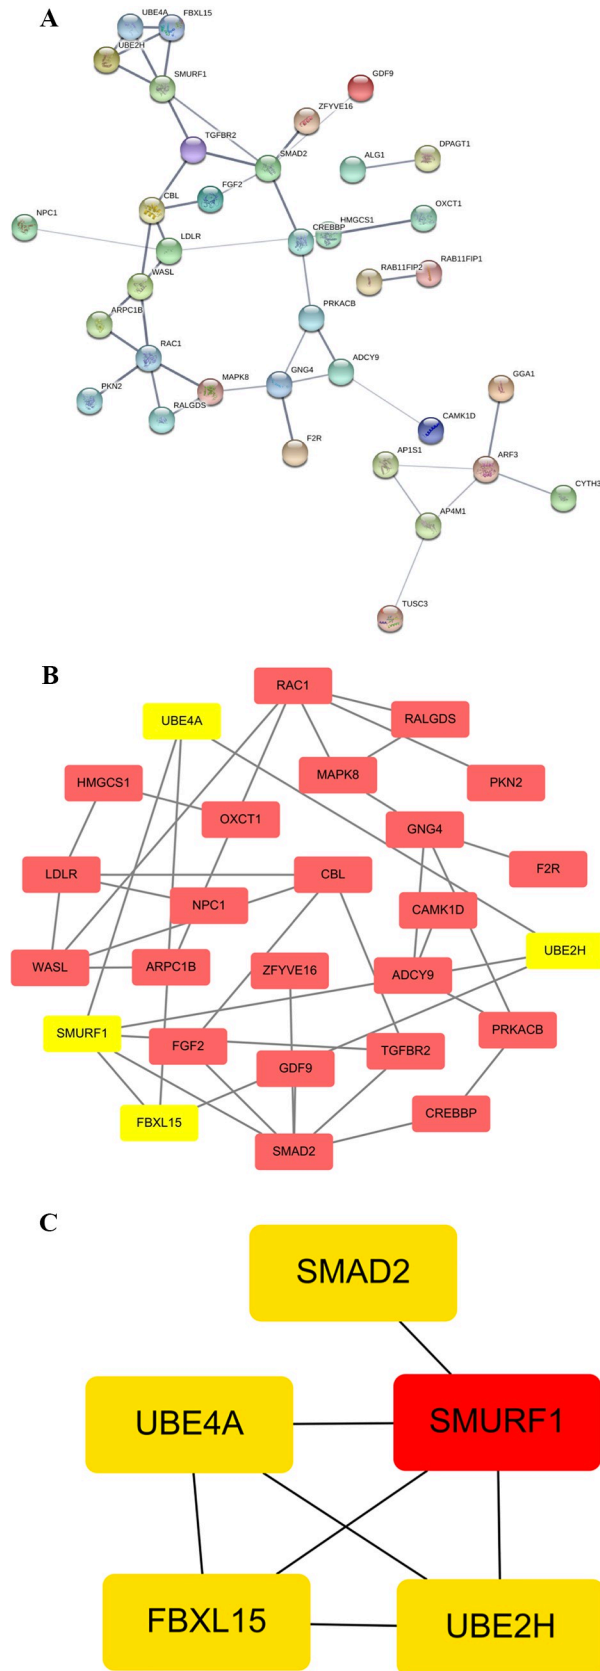 A
UBE4A
FBXL15
UBE2H
SMURF1
GDF9
ZFYVE16
TGFBR2
SMAD2
DPAGT1
ALG1
FGF2
CBL
NPC1
OXCT1
HMGCS1
CREBBP
LDLR
WASL
RAB11FIP1
RAB11FIP2
ARPC1B
PRKACB
RAC1
ADCY9
PKN2
MAPK8
GNG4
RALGDS
GGA1
CAMK1D
F2R
AP1S1
ARF3
CYTH3
AP4M1
TUSC3
B
RAC1
UBE4A
RALGDS
MAPK8
PKN2
HMGCS1
OXCT1
GNG4
F2R
LDLR
CBL
NPC1
CAMK1D
UBE2H
WASL
ARPC1B
ZFYVE16
ADCY9
SMURF1
PRKACB
FGF2
TGFBR2
GDF9
FBXL15
CREBBP
SMAD2
C
SMAD2
UBE4A
SMURF1
FBXL15
UBE2H